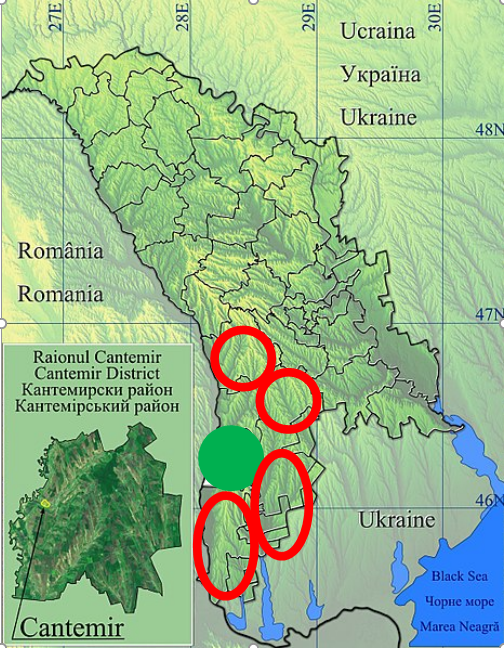 27E
28E
29E
30E
Ucraina
Україна
Ukraine
48N
România
Romania
47N
Raionul Cantemir
Cantemir District
Кантемирски район
Кантемірський район
46N
Ukraine
Black Sea
Чорне море
Marea Neagră
Cantemir